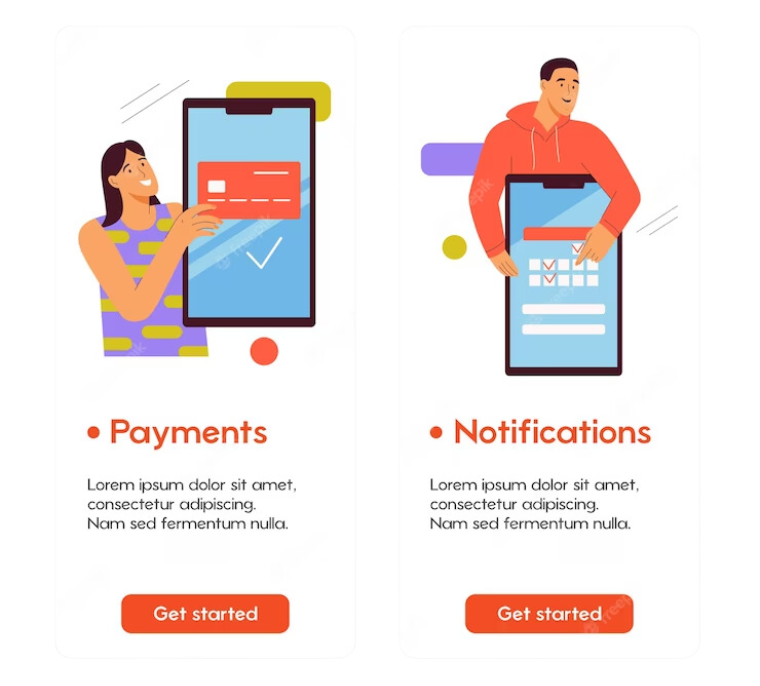 Payments
Lorem ipsum dolor sit amet,
consectetur adipiscing.
Nam sed fermentum nulla.
Get started
Notifications
Lorem ipsum dolor sit amet,
consectetur adipiscing.
Nam sed fermentum nulla.
Get started
freepik